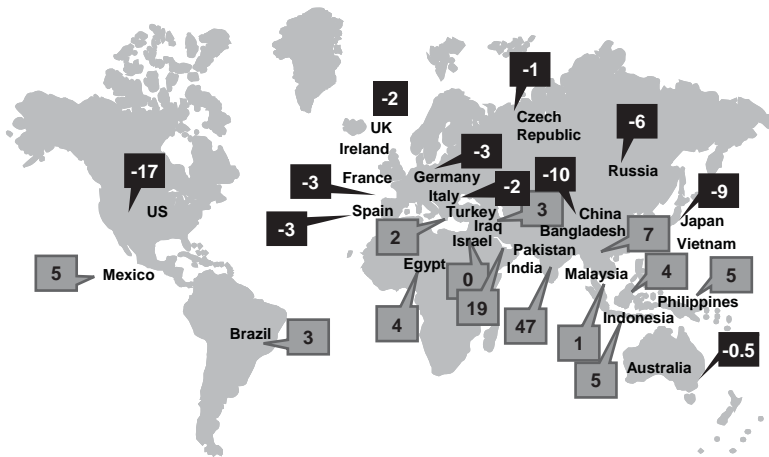 -1
-2
Czech
Republic
UK
-6
Ireland
-3
Russia
-17
France
Germany
-10
-3
Italy
-2
-9
US
Spain
Turkey
3
China
Japan
-3
Iraq
Bangladesh
7
2
Israel
Pakistan
Vietnam
Egypt
India
Malaysia
4
5
Mexico
0
Philippines
5
19
Indonesia
4
47
Brazil
3
1
-0.5
Australia
5